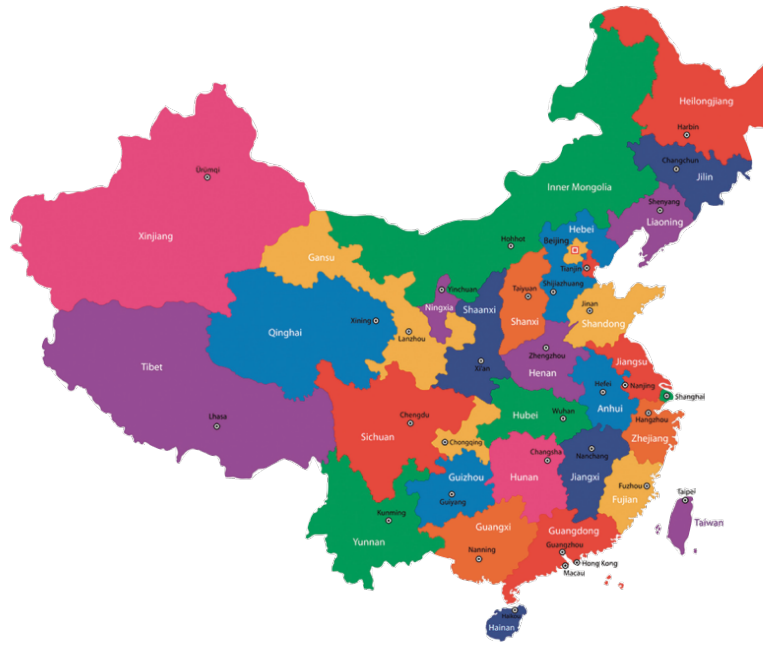 Heilongjiang
Harbin
Changchun
Jilin
Ürümqi
Inner Mongolia
Shenyang
Liaoning
Xinjiang
Hohhot
Hebei
Beijing
Gansu
Tianjin
Yinchuan
Taiyuan
Shijiazhuang
Ningxia
Shaanxi
Jinan
Xining
Shanxi
Shandong
Qinghai
Lanzhou
Zhengzhou
Xi'an
Jiangsu
Tibet
Henan
Hefei
Nanjing
Shanghai
Anhui
Lhasa
Chengdu
Hubei
Wuhan
Hangzhou
Sichuan
Chongqing
Zhejiang
Changsha
Nanchang
Guizhou
Hunan
Jiangxi
Fuzhou
Guiyang
Fujian
Taipei
Kunming
Guangxi
Guangdong
Taiwan
Yunnan
Nanning
Guangzhou
Hong Kong
Macau
Hainan